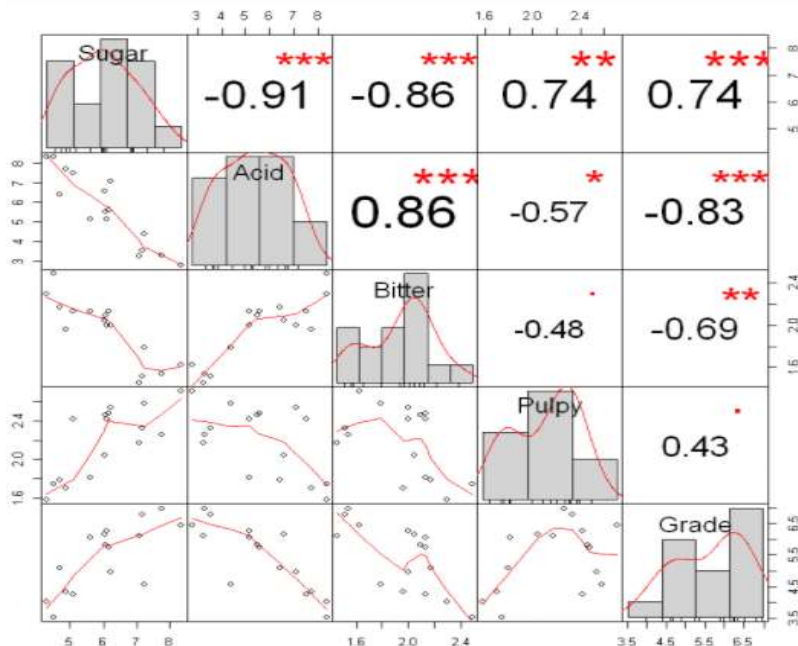 3 4 5 6 7 8
1.6 2.0 2.4
Sugar
***
-0.91
***
-0.86
**
0.74
***
0.74
5 6 7 8
3 4 5 6 7 8
Acid
***
0.86
*
-0.57
***
-0.83
Bitter
.
-0.48
**
-0.69
1.6 2.0 2.4
1.6 2.0 2.4
Pulpy
.
0.43
Grade
3.5 4.5 5.5 6.5
5 6 7 8
1.6 2.0 2.4
3.5 4.5 5.5 6.5